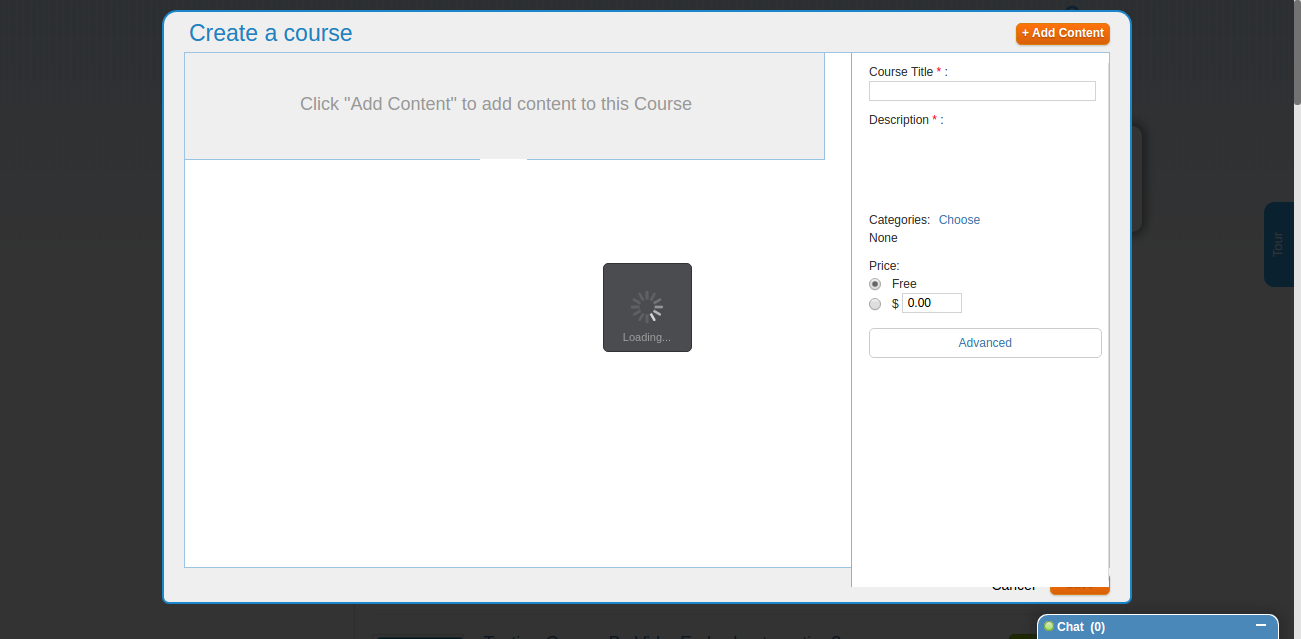 Create a course
+ Add Content
Click "Add Content" to add content to this Course
Course Title * :
Description * :
Categories: Choose
None
Price:
Free
$ 0.00
Advanced
Loading...
Tour
Cancel
Chat (0)